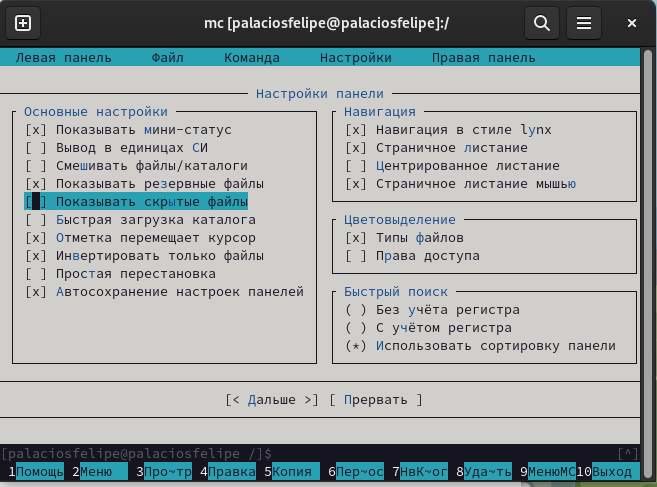 mc [palaciosfelipe@palaciosfelipe]:/
Левая панель Файл Команда Настройки Правая панель
Настройки панели
Основные настройки
[x] Показывать мини-статус
[ ] Вывод в единицах СИ
[ ] Смешивать файлы/каталоги
[x] Показывать резервные файлы
[ ] Показывать скрытые файлы
[ ] Быстрая загрузка каталога
[x] Отметка перемещает курсор
[x] Инвертировать только файлы
[ ] Простая перестановка
[x] Автосохранение настроек панелей
Навигация
[x] Навигация в стиле lynx
[x] Страничное листание
[ ] Центрированное листание
[x] Страничное листание мышью
Цветовыделение
[x] Типы файлов
[ ] Права доступа
Быстрый поиск
( ) Без учёта регистра
( ) С учётом регистра
(*) Использовать сортировку панели
[< Дальше >] [ Прервать ]
[palaciosfelipe@palaciosfelipe /]$ [^]
1Помощь 2Меню 3Про~тр 4Правка 5Копия 6Пер~ос 7НвК~ог 8Уда~ть 9МенюМС 10Выход